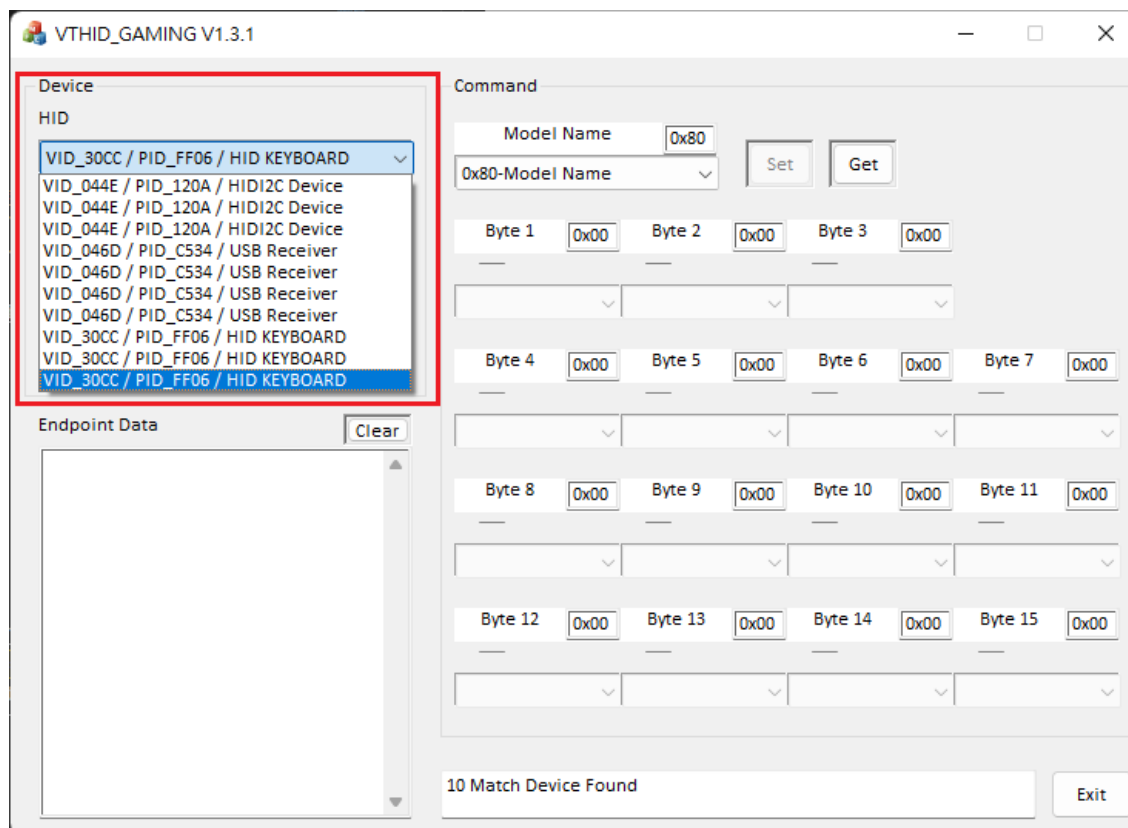 VTHID_GAMING V1.3.1
Device
HID
VID_30CC / PID_FF06 / HID KEYBOARD
VID_044E / PID_120A / HIDI2C Device
VID_044E / PID_120A / HIDI2C Device
VID_044E / PID_120A / HIDI2C Device
VID_046D / PID_C534 / USB Receiver
VID_046D / PID_C534 / USB Receiver
VID_046D / PID_C534 / USB Receiver
VID_046D / PID_C534 / USB Receiver
VID_30CC / PID_FF06 / HID KEYBOARD
VID_30CC / PID_FF06 / HID KEYBOARD
VID_30CC / PID_FF06 / HID KEYBOARD
Endpoint Data Clear
Command
Model Name 0x80
0x80-Model Name Set Get
Byte 1 0x00 Byte 2 0x00 Byte 3 0x00
Byte 4 0x00 Byte 5 0x00 Byte 6 0x00 Byte 7 0x00
Byte 8 0x00 Byte 9 0x00 Byte 10 0x00 Byte 11 0x00
Byte 12 0x00 Byte 13 0x00 Byte 14 0x00 Byte 15 0x00
10 Match Device Found Exit